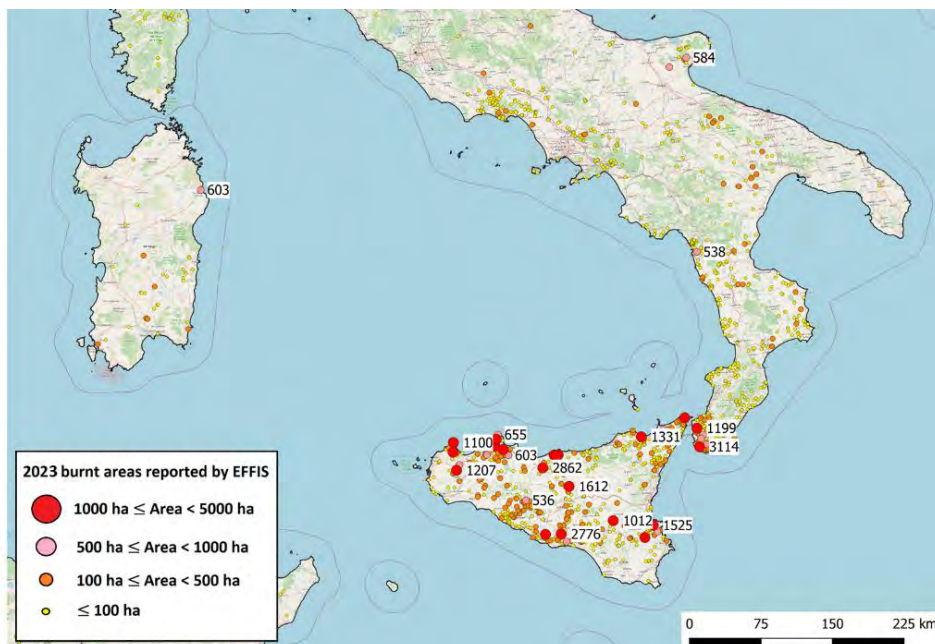 584
603
538
655
1100
1331
1199
603
3114
1207
2862
1612
536
1012
1525
2776
2023 burnt areas reported by EFFIS
1000 ha ≤ Area < 5000 ha
500 ha ≤ Area < 1000 ha
100 ha ≤ Area < 500 ha
≤ 100 ha
0 75 150 225 km